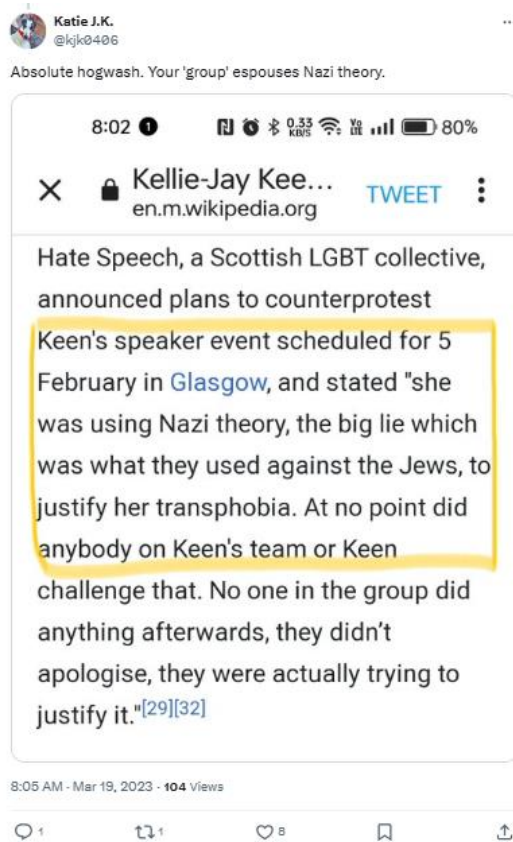 Katie J.K.
@kjk0406
Absolute hogwash. Your 'group' espouses Nazi theory.
8:02 1 0.33 KB/S Vo LTE 80%
Kellie-Jay Kee... TWEET
en.m.wikipedia.org
Hate Speech, a Scottish LGBT collective,
announced plans to counterprotest
Keen's speaker event scheduled for 5
February in Glasgow, and stated "she
was using Nazi theory, the big lie which
was what they used against the Jews, to
justify her transphobia. At no point did
anybody on Keen's team or Keen
challenge that. No one in the group did
anything afterwards, they didn't
apologise, they were actually trying to
justify it."[29][32]
8:05 AM · Mar 19, 2023 · 104 Views
1 1 8